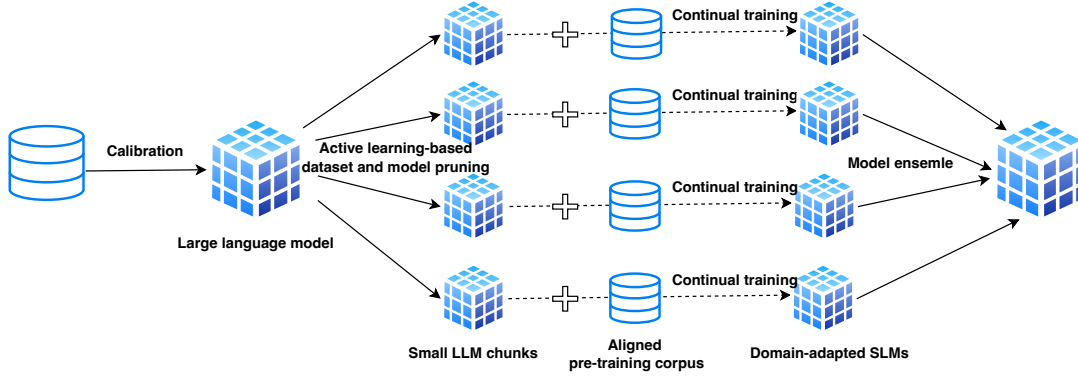 Continual training
Continual training
Calibration
Active learning-based
dataset and model pruning
Model ensemle
Continual training
Large language model
Continual training
Small LLM chunks
Aligned
pre-training corpus
Domain-adapted SLMs